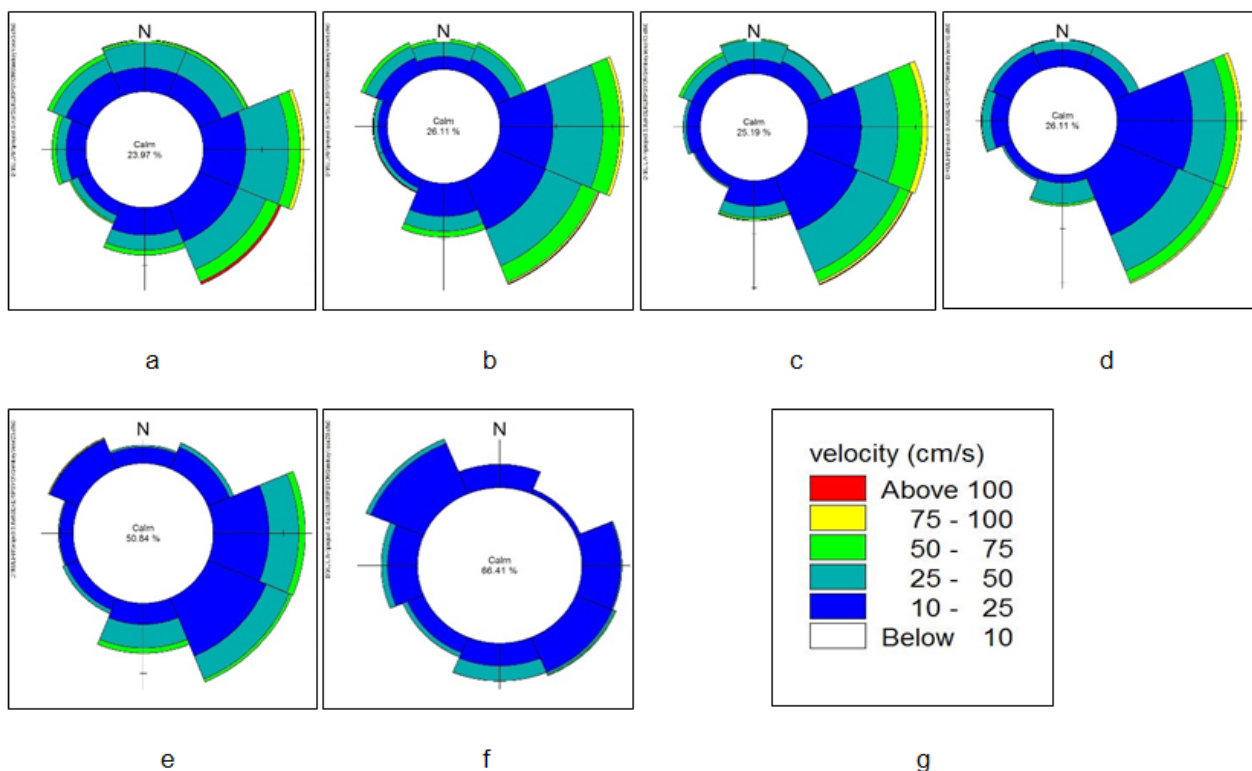 N
Calm
23.97 %
N
Calm
26.11 %
N
Calm
25.19 %
N
Calm
26.11 %
a
b
c
d
N
Calm
50.84 %
N
Calm
66.41 %
velocity (cm/s)
Above 100
75 - 100
50 - 75
25 - 50
10 - 25
Below 10
e
f
g